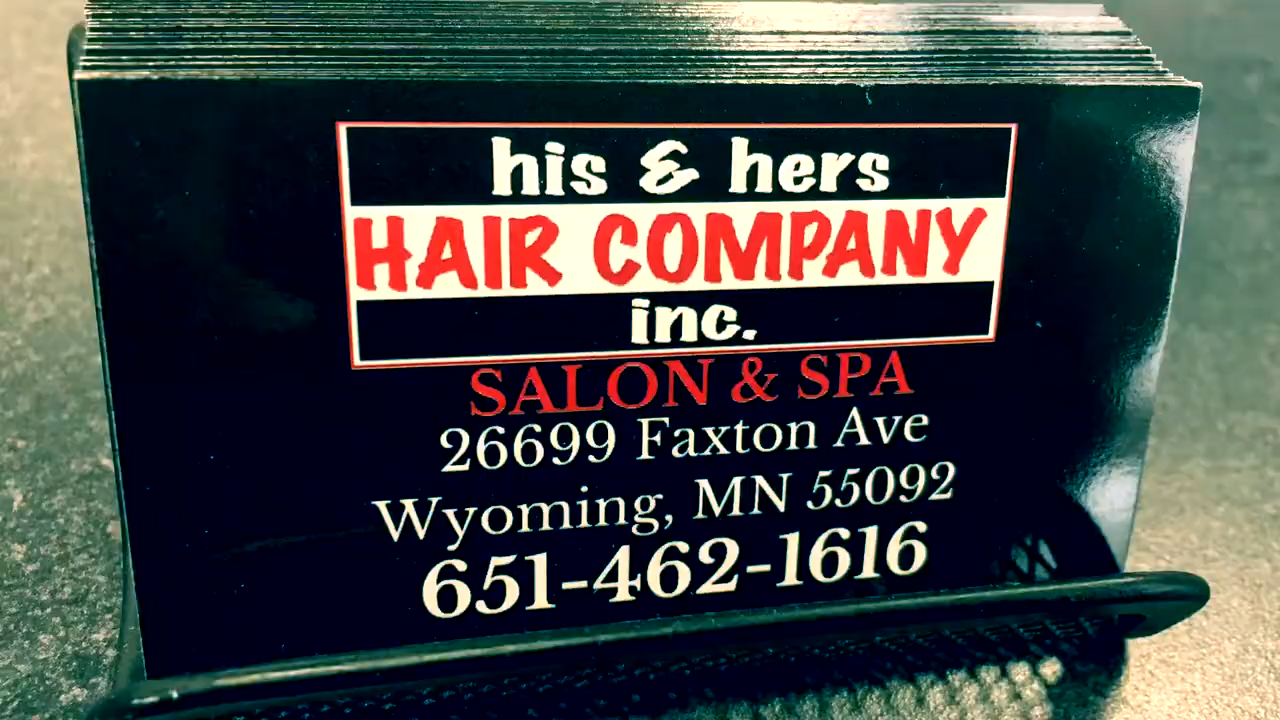 his & hers
HAIR COMPANY
inc.
SALON & SPA
26699 Faxton Ave
Wyoming, MN 55092
651-462-1616